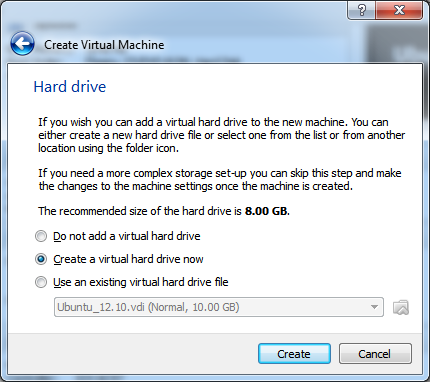 Create Virtual Machine
Hard drive
If you wish you can add a virtual hard drive to the new machine. You can
either create a new hard drive file or select one from the list or from another
location using the folder icon.
If you need a more complex storage set-up you can skip this step and make
the changes to the machine settings once the machine is created.
The recommended size of the hard drive is 8.00 GB.
Do not add a virtual hard drive
Create a virtual hard drive now
Use an existing virtual hard drive file
Ubuntu_12.10.vdi (Normal, 10.00 GB)
Create
Cancel